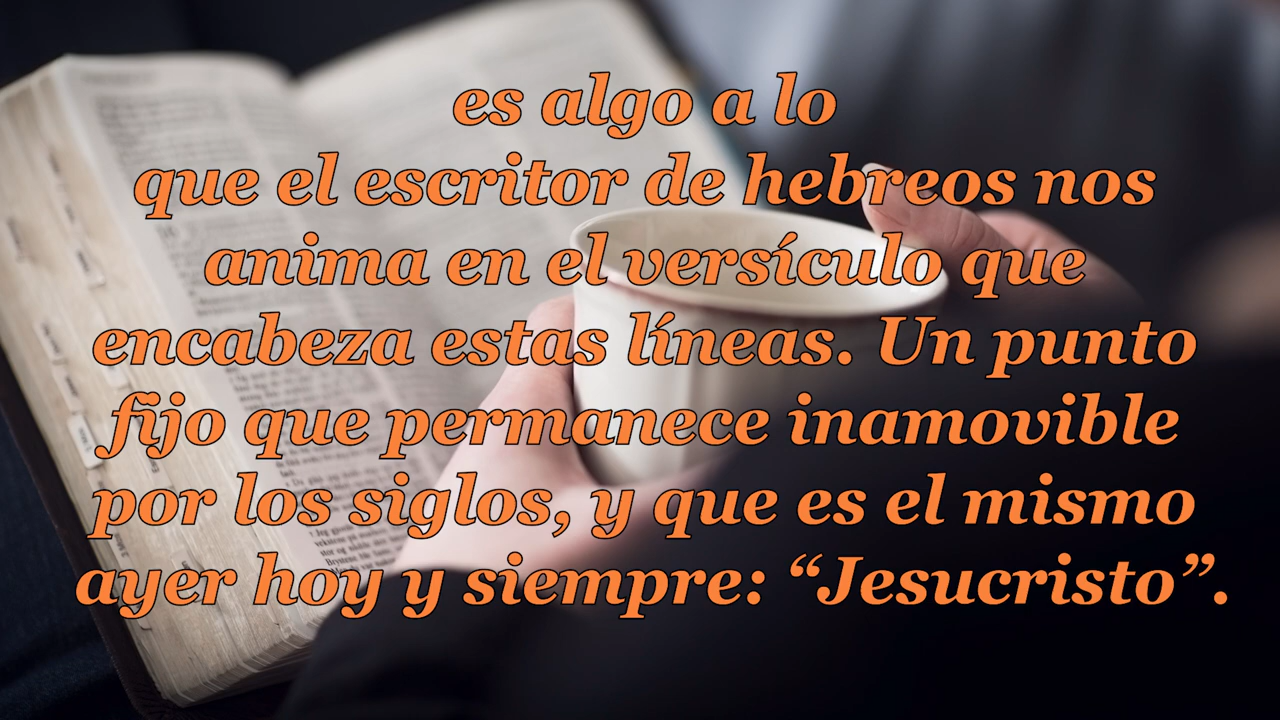 es algo a lo
que el escritor de hebreos nos
anima en el versículo que
encabeza estas líneas. Un punto
fijo que permanece inamovible
por los siglos, y que es el mismo
ayer hoy y siempre: “Jesucristo”.